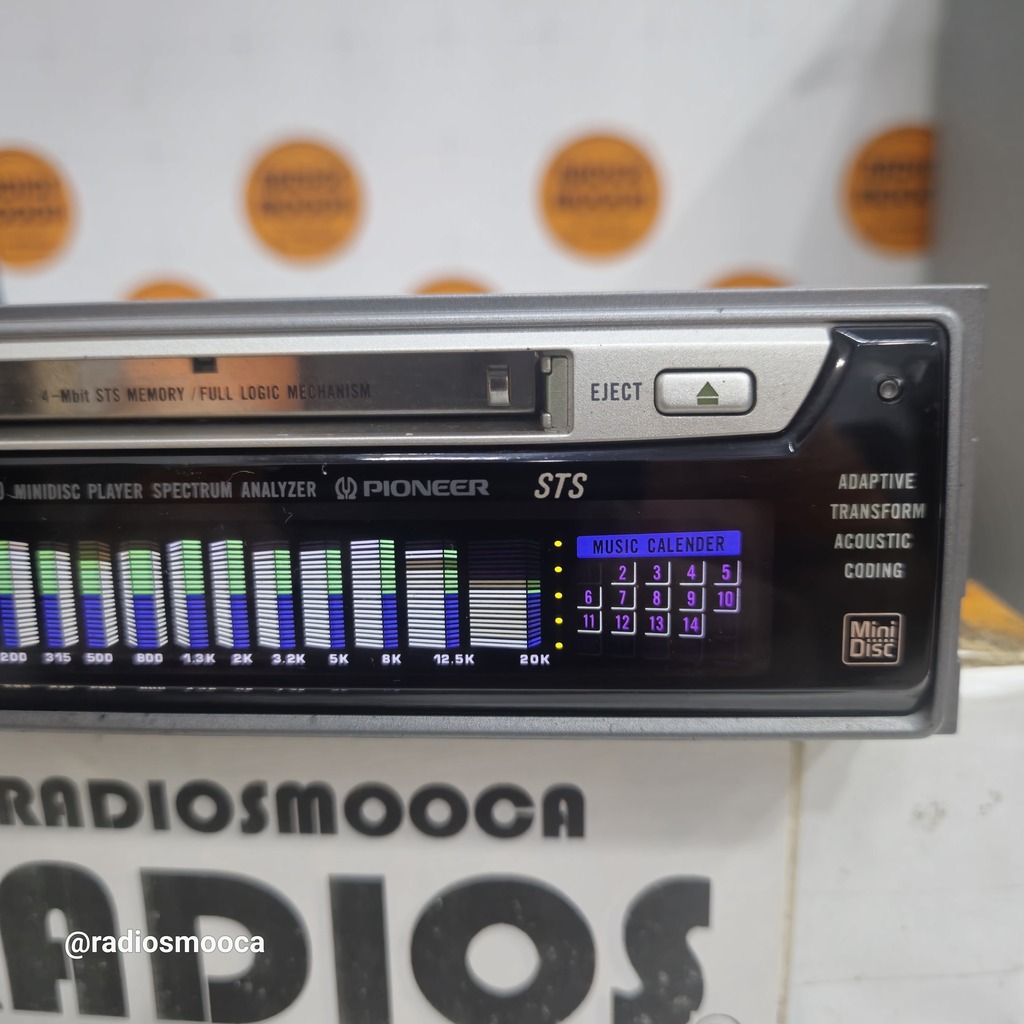 4-Mbit STS MEMORY / FULL LOGIC MECHANISM
EJECT
MINIDISC PLAYER SPECTRUM ANALYZER PIONEER STS
ADAPTIVE
TRANSFORM
ACOUSTIC
CODING
MUSIC CALENDER
2 3 4 5
6 7 8 9 10
11 12 13 14
200 315 500 800 1.3K 2K 3.2K 5K 8K 12.5K 20K
Mini
Disc
RADIOSMOOCA
RADIOS
@radiosmooca